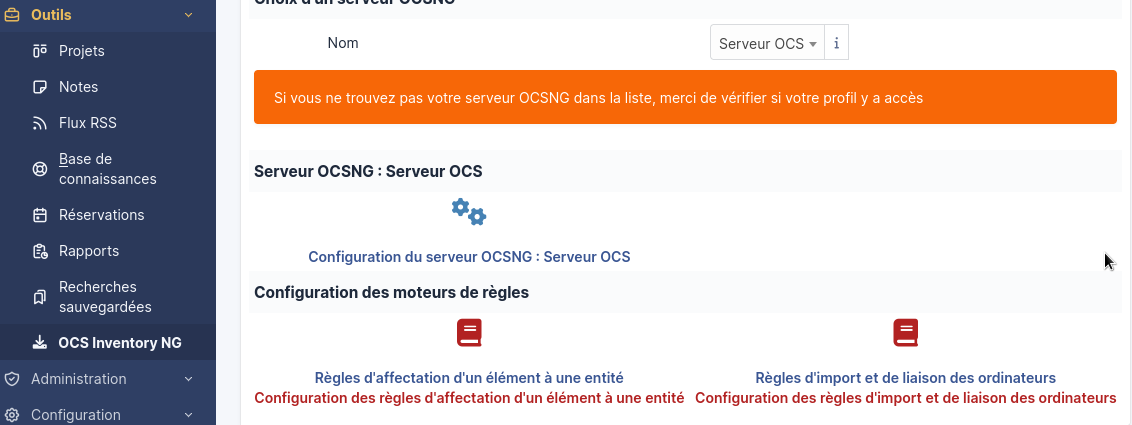 Outils
Projets
Notes
Flux RSS
Base de
connaissances
Réservations
Rapports
Recherches
sauvegardées
OCS Inventory NG
Administration
Configuration
Choix d'un serveur OCSNG
Nom
Serveur OCS
i
Si vous ne trouvez pas votre serveur OCSNG dans la liste, merci de vérifier si votre profil y a accès
Serveur OCSNG : Serveur OCS
Configuration du serveur OCSNG : Serveur OCS
Configuration des moteurs de règles
Règles d'affectation d'un élément à une entité
Configuration des règles d'affectation d'un élément à une entité
Règles d'import et de liaison des ordinateurs
Configuration des règles d'import et de liaison des ordinateurs